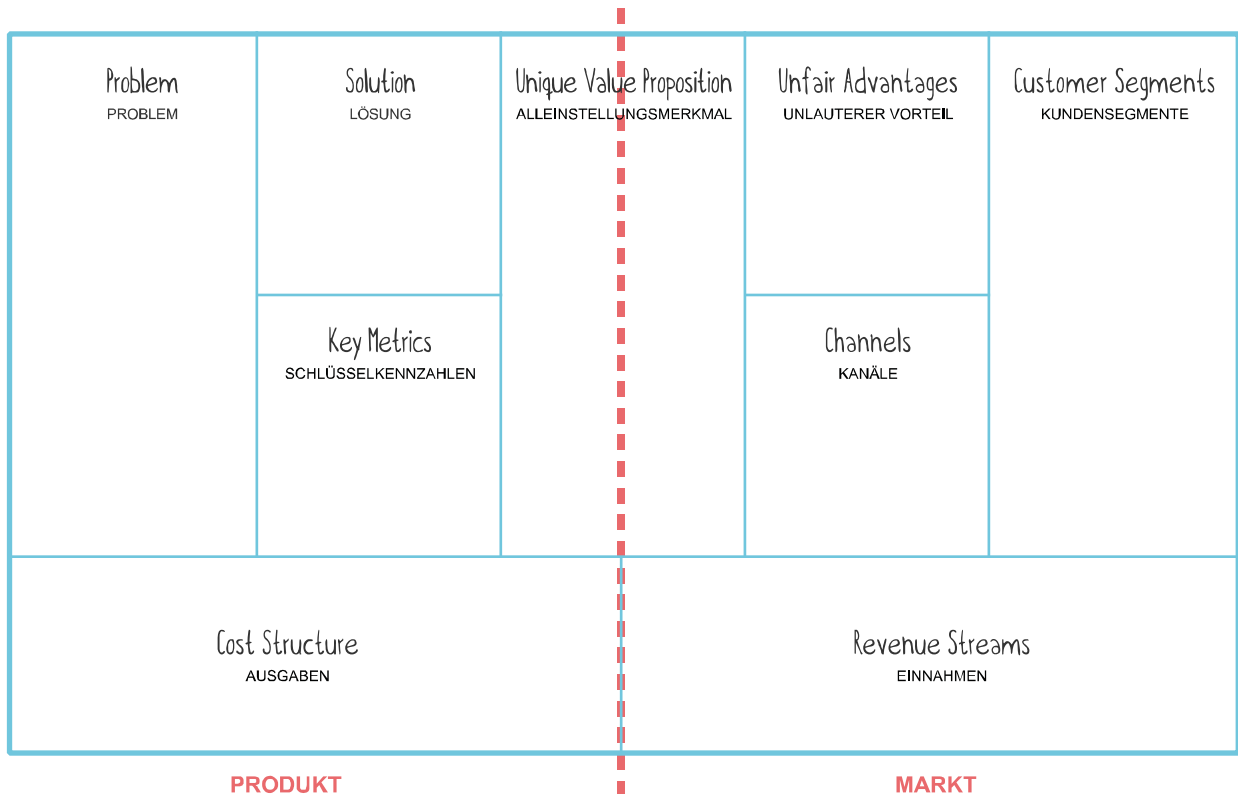 Problem
PROBLEM
Solution
LÖSUNG
Unique Value Proposition
ALLEINSTELLUNGSMERKMAL
Unfair Advantages
UNLAUTERER VORTEIL
Customer Segments
KUNDENSEGMENTE
Key Metrics
SCHLÜSSELKENNZAHLEN
Channels
KANÄLE
Cost Structure
AUSGABEN
Revenue Streams
EINNAHMEN
PRODUKT
MARKT